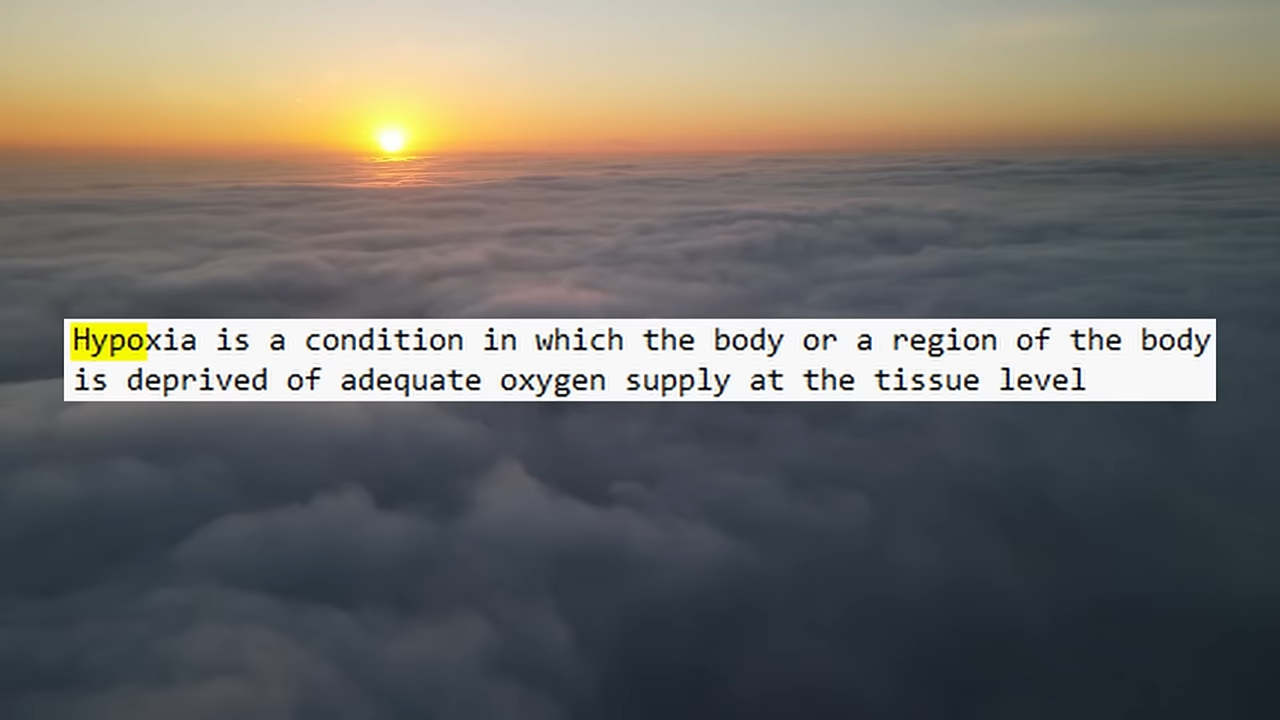 Hypoxia is a condition in which the body or a region of the body
is deprived of adequate oxygen supply at the tissue level